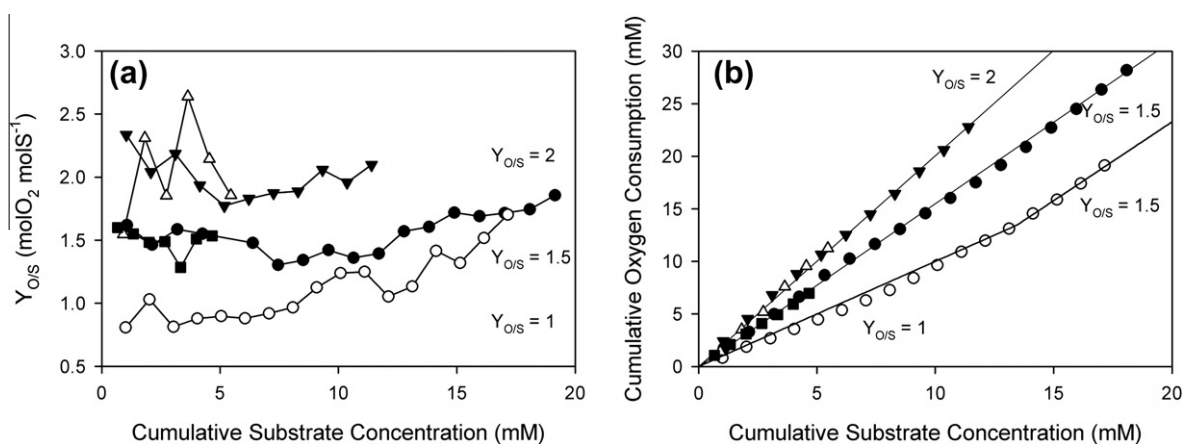 (a)
3.0
2.5
2.0
1.5
1.0
0.5
Y_O/S (molO₂ molS⁻¹)
Y_O/S = 2
Y_O/S = 1.5
Y_O/S = 1
0 5 10 15 20
Cumulative Substrate Concentration (mM)
(b)
30
25
20
15
10
5
0
Cumulative Oxygen Consumption (mM)
Y_O/S = 2
Y_O/S = 1.5
Y_O/S = 1.5
Y_O/S = 1
0 5 10 15 20
Cumulative Substrate Concentration (mM)